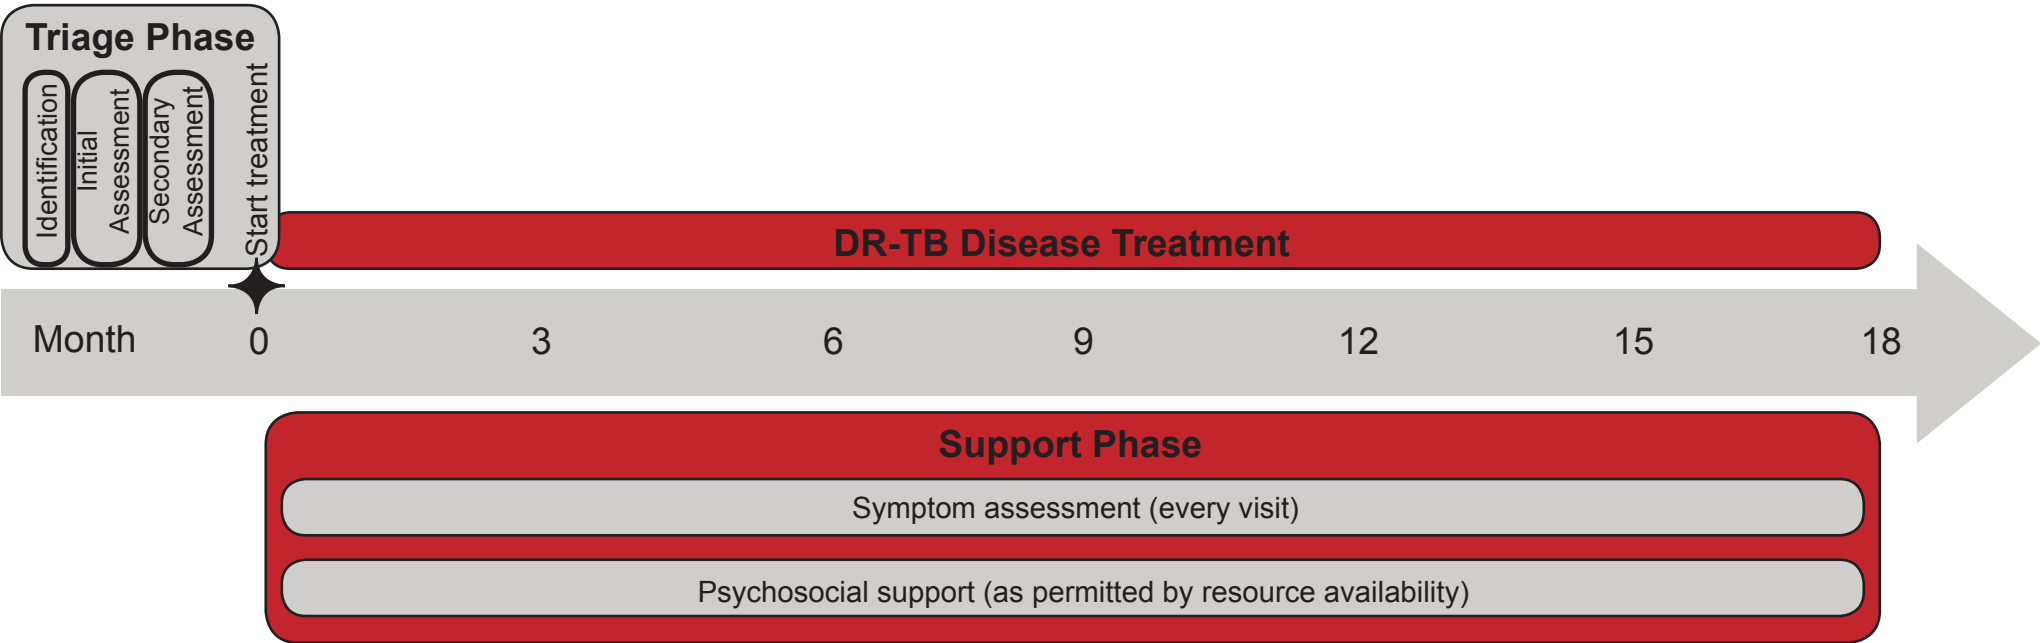 Triage Phase
Identification
Initial
Assessment
Secondary
Assessment
Start treatment
DR-TB Disease Treatment
Month 0 3 6 9 12 15 18
Support Phase
Symptom assessment (every visit)
Psychosocial support (as permitted by resource availability)